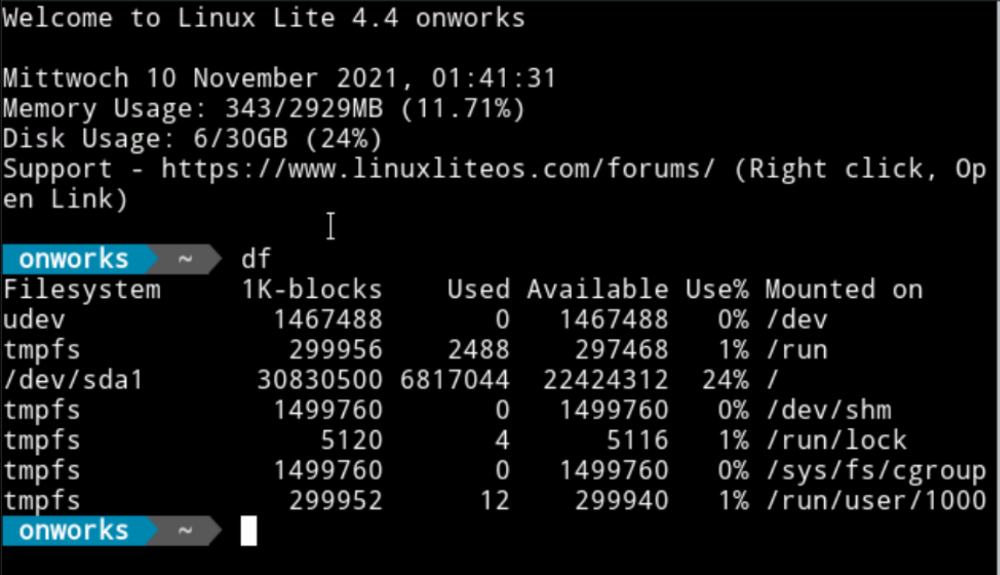 Welcome to Linux Lite 4.4 onworks
Mittwoch 10 November 2021, 01:41:31
Memory Usage: 343/2929MB (11.71%)
Disk Usage: 6/30GB (24%)
Support - https://www.linuxliteos.com/forums/ (Right click, Op
en Link)
onworks ~ df
Filesystem     1K-blocks    Used Available Use% Mounted on
udev             1467488       0   1467488   0% /dev
tmpfs             299956    2488    297468   1% /run
/dev/sda1       30830500 6817044  22424312  24% /
tmpfs            1499760       0   1499760   0% /dev/shm
tmpfs               5120       4      5116   1% /run/lock
tmpfs            1499760       0   1499760   0% /sys/fs/cgroup
tmpfs             299952      12    299940   1% /run/user/1000
onworks ~